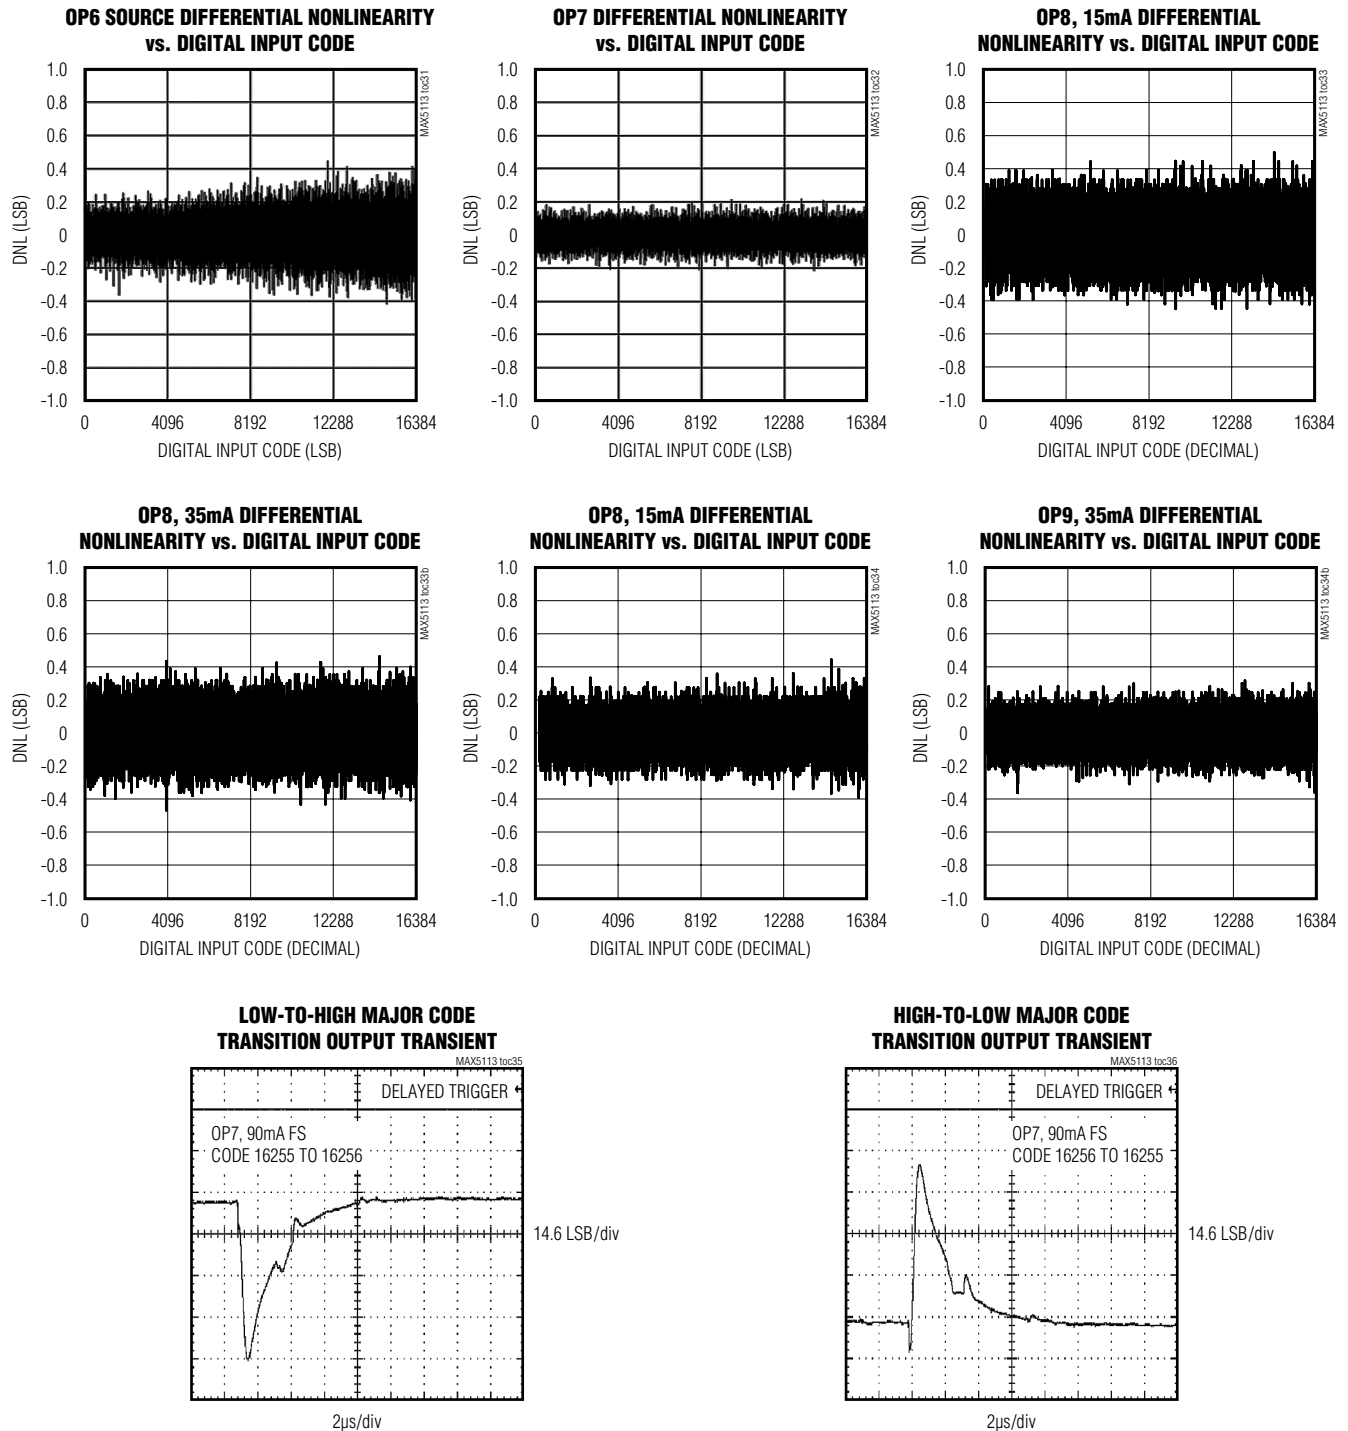 OP6 SOURCE DIFFERENTIAL NONLINEARITY
vs. DIGITAL INPUT CODE
MAX5113 toc31
1.0
0.8
0.6
0.4
0.2
0
-0.2
-0.4
-0.6
-0.8
-1.0
DNL (LSB)
0 4096 8192 12288 16384
DIGITAL INPUT CODE (LSB)
OP7 DIFFERENTIAL NONLINEARITY
vs. DIGITAL INPUT CODE
MAX5113 toc32
1.0
0.8
0.6
0.4
0.2
0
-0.2
-0.4
-0.6
-0.8
-1.0
DNL (LSB)
0 4096 8192 12288 16384
DIGITAL INPUT CODE (LSB)
OP8, 15mA DIFFERENTIAL
NONLINEARITY vs. DIGITAL INPUT CODE
MAX5113 toc33
1.0
0.8
0.6
0.4
0.2
0
-0.2
-0.4
-0.6
-0.8
-1.0
DNL (LSB)
0 4096 8192 12288 16384
DIGITAL INPUT CODE (DECIMAL)
OP8, 35mA DIFFERENTIAL
NONLINEARITY vs. DIGITAL INPUT CODE
MAX5113 toc33b
1.0
0.8
0.6
0.4
0.2
0
-0.2
-0.4
-0.6
-0.8
-1.0
DNL (LSB)
0 4096 8192 12288 16384
DIGITAL INPUT CODE (DECIMAL)
OP8, 15mA DIFFERENTIAL
NONLINEARITY vs. DIGITAL INPUT CODE
MAX5113 toc34
1.0
0.8
0.6
0.4
0.2
0
-0.2
-0.4
-0.6
-0.8
-1.0
DNL (LSB)
0 4096 8192 12288 16384
DIGITAL INPUT CODE (DECIMAL)
OP9, 35mA DIFFERENTIAL
NONLINEARITY vs. DIGITAL INPUT CODE
MAX5113 toc34b
1.0
0.8
0.6
0.4
0.2
0
-0.2
-0.4
-0.6
-0.8
-1.0
DNL (LSB)
0 4096 8192 12288 16384
DIGITAL INPUT CODE (DECIMAL)
LOW-TO-HIGH MAJOR CODE
TRANSITION OUTPUT TRANSIENT
MAX5113 toc35
DELAYED TRIGGER
OP7, 90mA FS
CODE 16255 TO 16256
14.6 LSB/div
2µs/div
HIGH-TO-LOW MAJOR CODE
TRANSITION OUTPUT TRANSIENT
MAX5113 toc36
DELAYED TRIGGER
OP7, 90mA FS
CODE 16256 TO 16255
14.6 LSB/div
2µs/div